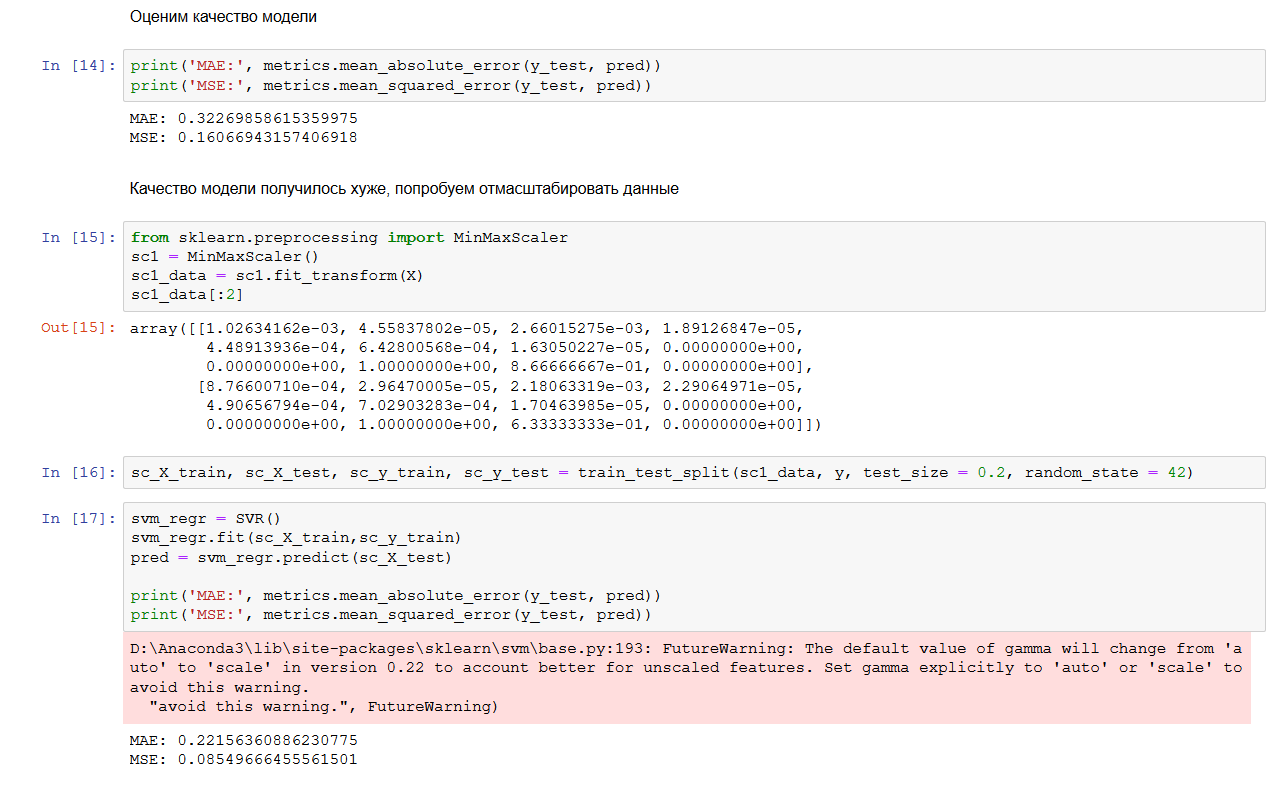 Оценим качество модели
In [14]: print('MAE:', metrics.mean_absolute_error(y_test, pred))
print('MSE:', metrics.mean_squared_error(y_test, pred))
MAE: 0.32269858615359975
MSE: 0.16066943157406918
Качество модели получилось хуже, попробуем отмасштабировать данные
In [15]: from sklearn.preprocessing import MinMaxScaler
sc1 = MinMaxScaler()
sc1_data = sc1.fit_transform(X)
sc1_data[:2]
Out[15]: array([[1.02634162e-03, 4.55837802e-05, 2.66015275e-03, 1.89126847e-05,
4.48913936e-04, 6.42800568e-04, 1.63050227e-05, 0.00000000e+00,
0.00000000e+00, 1.00000000e+00, 8.66666667e-01, 0.00000000e+00],
[8.76600710e-04, 2.96470005e-05, 2.18063319e-03, 2.29064971e-05,
4.90656794e-04, 7.02903283e-04, 1.70463985e-05, 0.00000000e+00,
0.00000000e+00, 1.00000000e+00, 6.33333333e-01, 0.00000000e+00]])
In [16]: sc_X_train, sc_X_test, sc_y_train, sc_y_test = train_test_split(sc1_data, y, test_size = 0.2, random_state = 42)
In [17]: svm_regr = SVR()
svm_regr.fit(sc_X_train,sc_y_train)
pred = svm_regr.predict(sc_X_test)
print('MAE:', metrics.mean_absolute_error(y_test, pred))
print('MSE:', metrics.mean_squared_error(y_test, pred))
D:\Anaconda3\lib\site-packages\sklearn\svm\base.py:193: FutureWarning: The default value of gamma will change from 'a
uto' to 'scale' in version 0.22 to account better for unscaled features. Set gamma explicitly to 'auto' or 'scale' to
avoid this warning.
"avoid this warning.", FutureWarning)
MAE: 0.22156360886230775
MSE: 0.08549666455561501